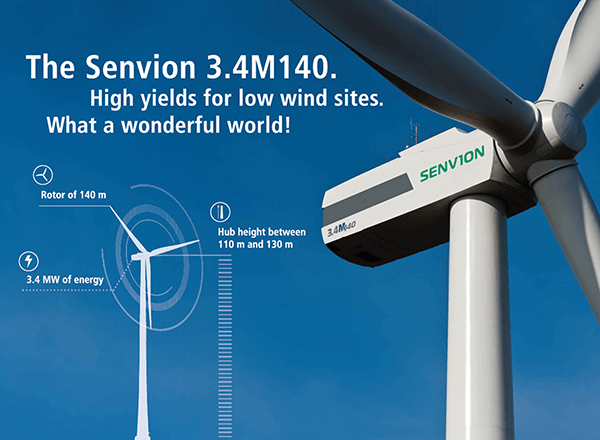 The Senvion 3.4M140.
High yields for low wind sites.
What a wonderful world!
SENVION
3.4M140
Rotor of 140 m
Hub height between
110 m and 130 m
3.4 MW of energy